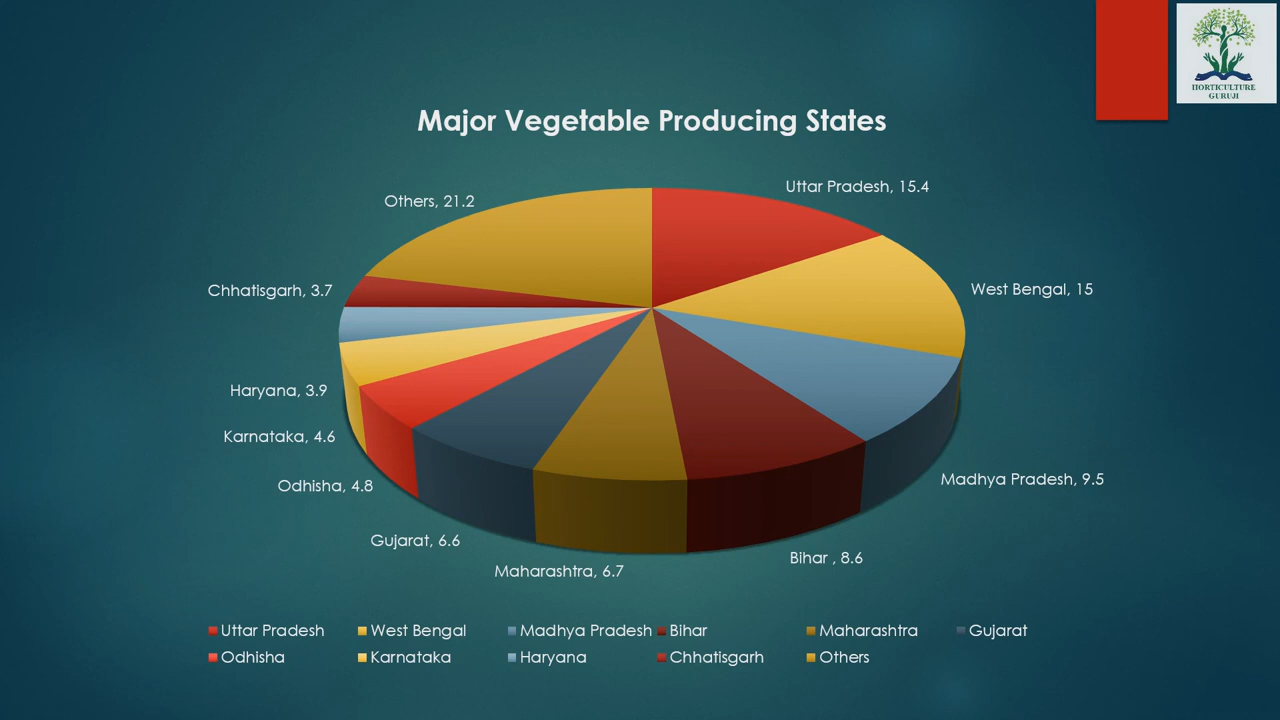 HORTICULTURE
GURUJI
Major Vegetable Producing States
Uttar Pradesh, 15.4
Others, 21.2
West Bengal, 15
Chhatisgarh, 3.7
Haryana, 3.9
Karnataka, 4.6
Madhya Pradesh, 9.5
Odhisha, 4.8
Gujarat, 6.6
Bihar , 8.6
Maharashtra, 6.7
Uttar Pradesh West Bengal Madhya Pradesh Bihar Maharashtra Gujarat
Odhisha Karnataka Haryana Chhatisgarh Others